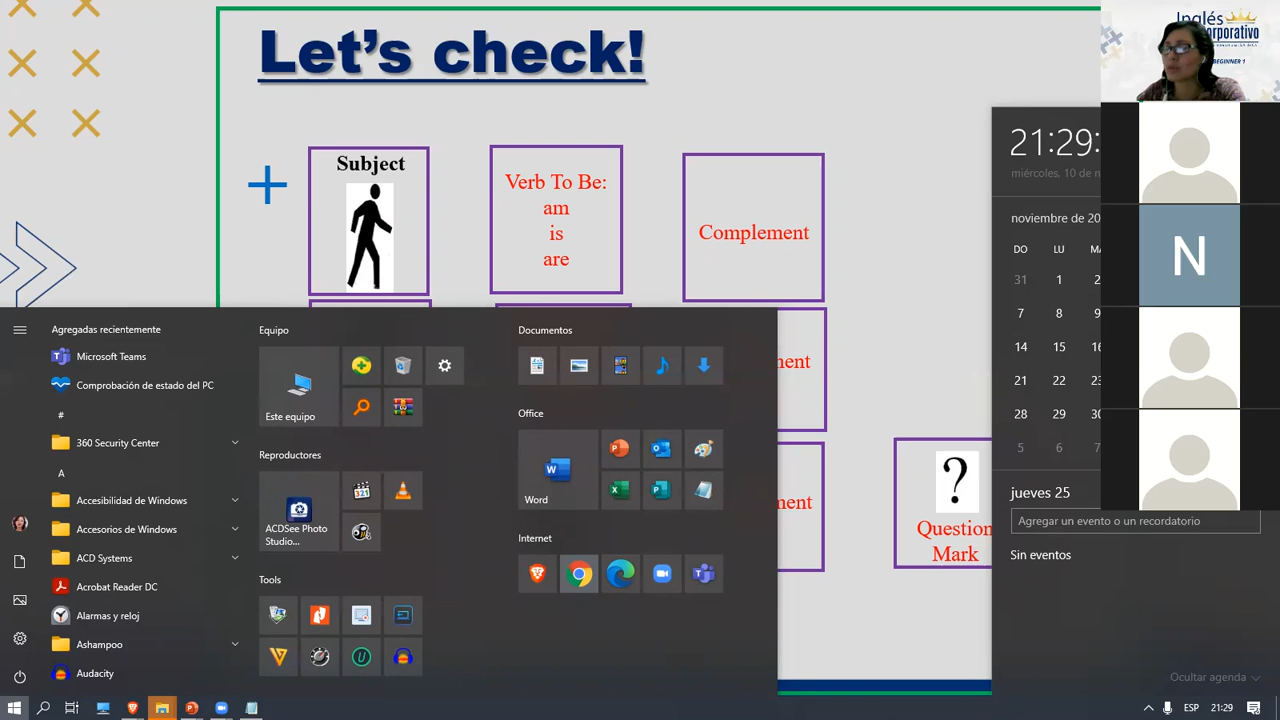 Let's check!
Inglés
Corporativo
BEGINNER 1
Subject
Verb To Be:
am
is
are
Complement
21:29:
miércoles, 10 de n
noviembre de 20
DO LU MA
31 1 2
7 8 9
14 15 16
21 22 23
28 29 30
5 6 7
jueves 25
Agregar un evento o un recordatorio
Sin eventos
Ocultar agenda
N
ment
ment
?
Question
Mark
Agregadas recientemente
Microsoft Teams
Comprobación de estado del PC
#
360 Security Center
A
Accesibilidad de Windows
Accesorios de Windows
ACD Systems
Acrobat Reader DC
Alarmas y reloj
Ashampoo
Audacity
Equipo
Este equipo
Reproductores
321
ACDSee Photo
Studio...
Tools
Documentos
Office
Word
Internet
ESP
21:29